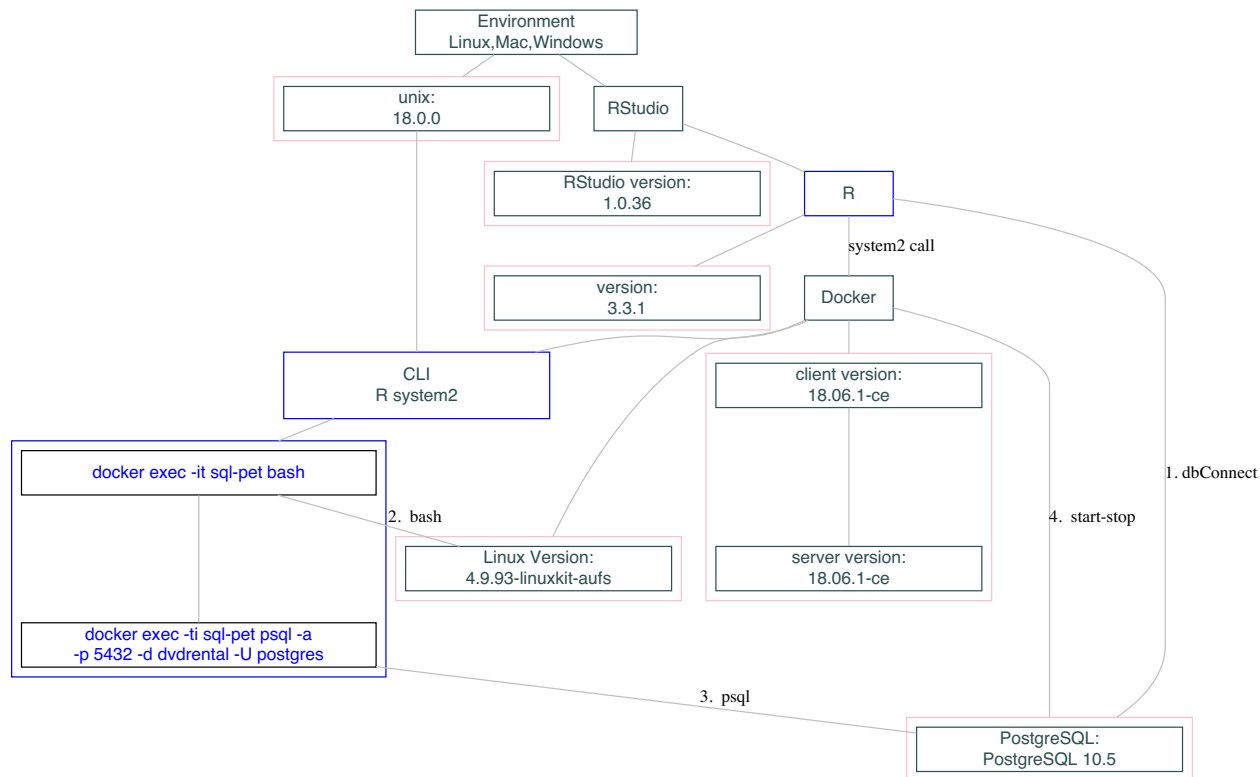 Environment
Linux,Mac,Windows
unix:
18.0.0
RStudio
RStudio version:
1.0.36
R
system2 call
version:
3.3.1
Docker
CLI
R system2
client version:
18.06.1-ce
docker exec -it sql-pet bash
1. dbConnect
2.  bash
4.  start-stop
Linux Version:
4.9.93-linuxkit-aufs
server version:
18.06.1-ce
docker exec -ti sql-pet psql -a
-p 5432 -d dvdrental -U postgres
3.  psql
PostgreSQL:
PostgreSQL 10.5